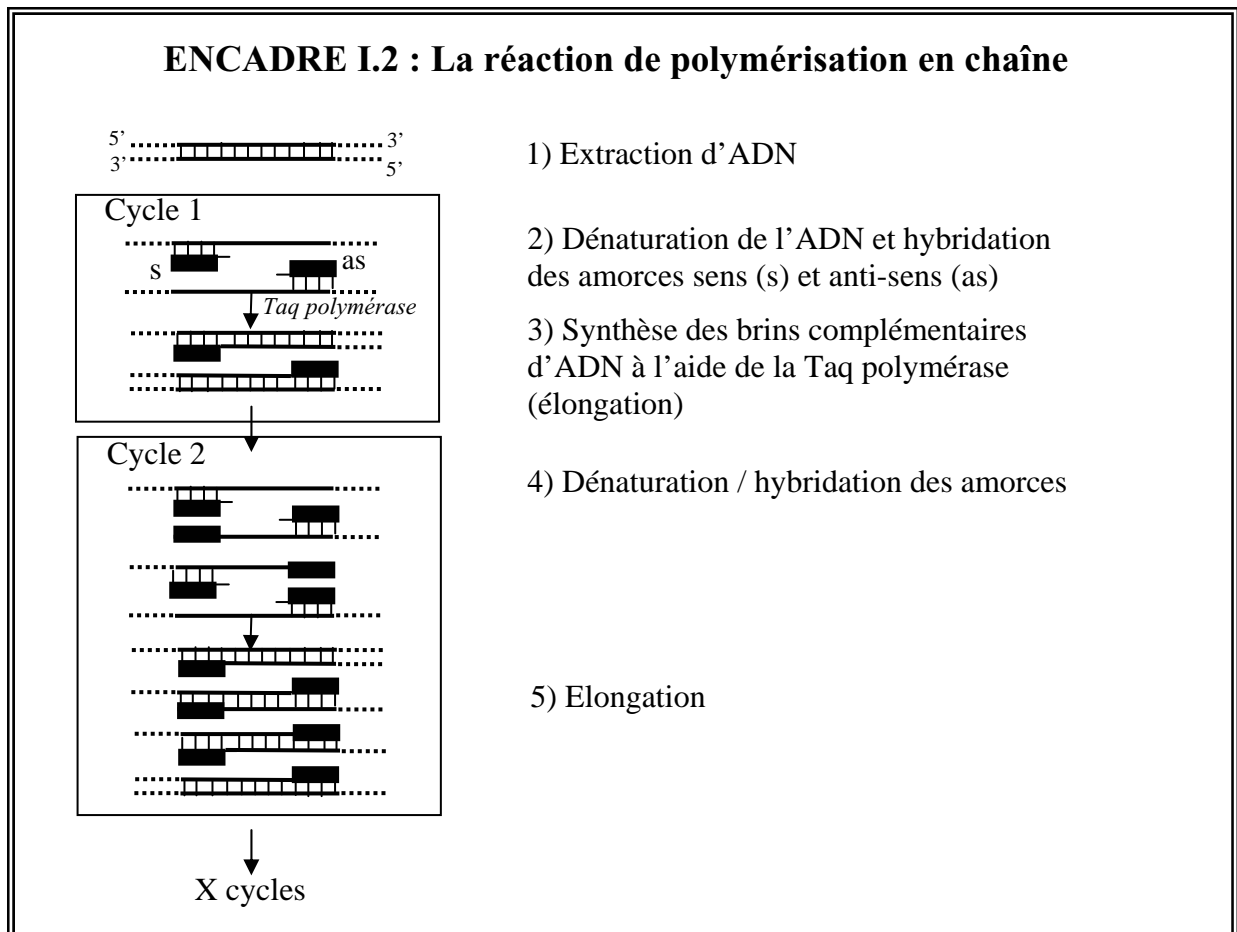 ENCADRE I.2 : La réaction de polymérisation en chaîne
5’ 3’
3’ 5’
1) Extraction d’ADN
Cycle 1
s as
2) Dénaturation de l’ADN et hybridation
des amorces sens (s) et anti-sens (as)
Taq polymérase
3) Synthèse des brins complémentaires
d’ADN à l’aide de la Taq polymérase
(élongation)
Cycle 2
4) Dénaturation / hybridation des amorces
5) Elongation
X cycles